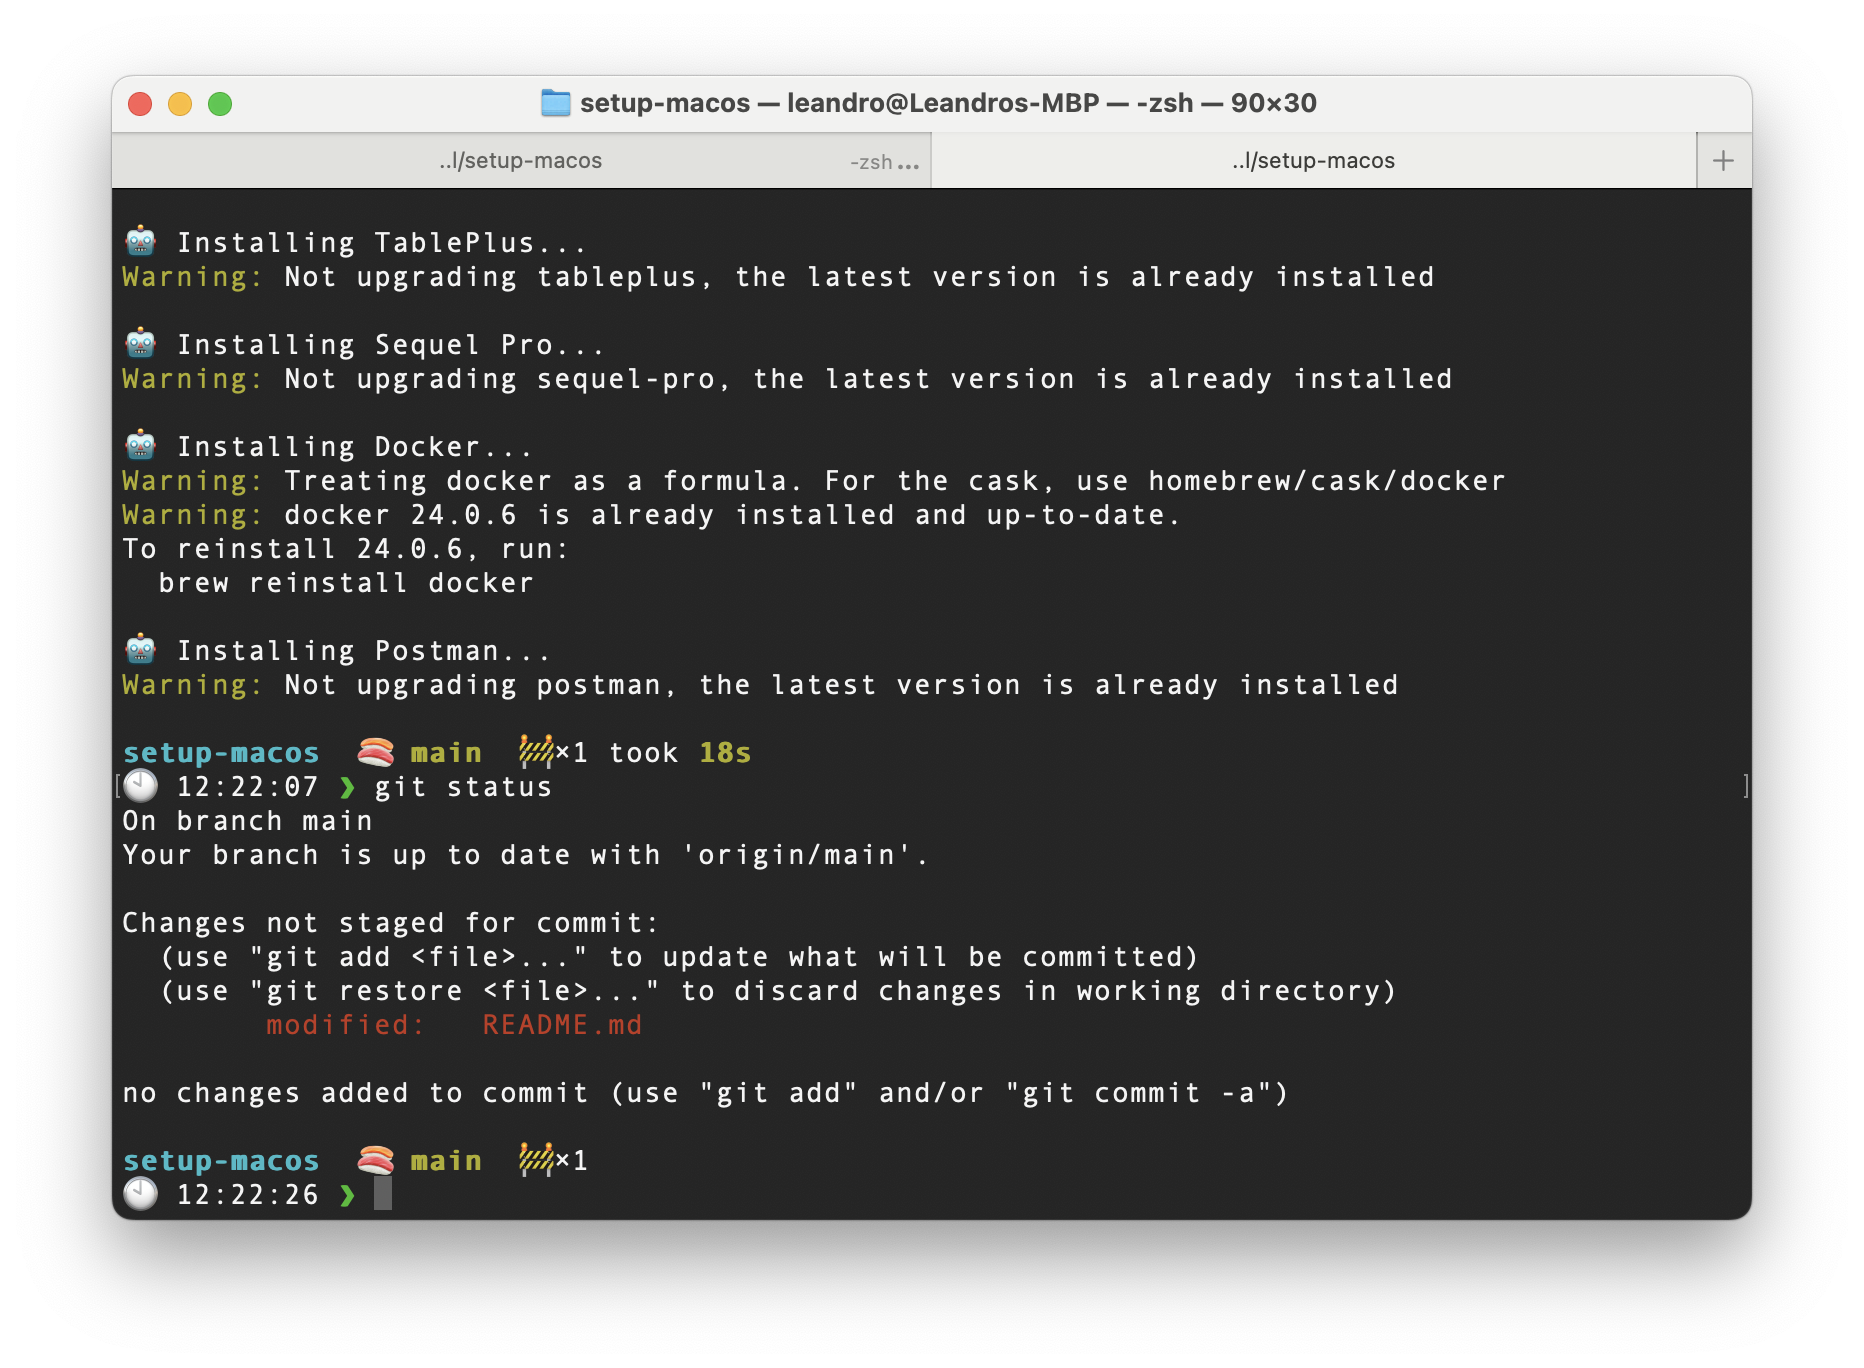 setup-macos — leandro@Leandros-MBP — -zsh — 90×30
..l/setup-macos -zsh ... ..l/setup-macos +
🤖 Installing TablePlus...
Warning: Not upgrading tableplus, the latest version is already installed
🤖 Installing Sequel Pro...
Warning: Not upgrading sequel-pro, the latest version is already installed
🤖 Installing Docker...
Warning: Treating docker as a formula. For the cask, use homebrew/cask/docker
Warning: docker 24.0.6 is already installed and up-to-date.
To reinstall 24.0.6, run:
  brew reinstall docker
🤖 Installing Postman...
Warning: Not upgrading postman, the latest version is already installed
setup-macos 🍣 main 🚧×1 took 18s
[🕙 12:22:07 ❯ git status ]
On branch main
Your branch is up to date with 'origin/main'.
Changes not staged for commit:
  (use "git add <file>..." to update what will be committed)
  (use "git restore <file>..." to discard changes in working directory)
        modified:   README.md
no changes added to commit (use "git add" and/or "git commit -a")
setup-macos 🍣 main 🚧×1
🕙 12:22:26 ❯